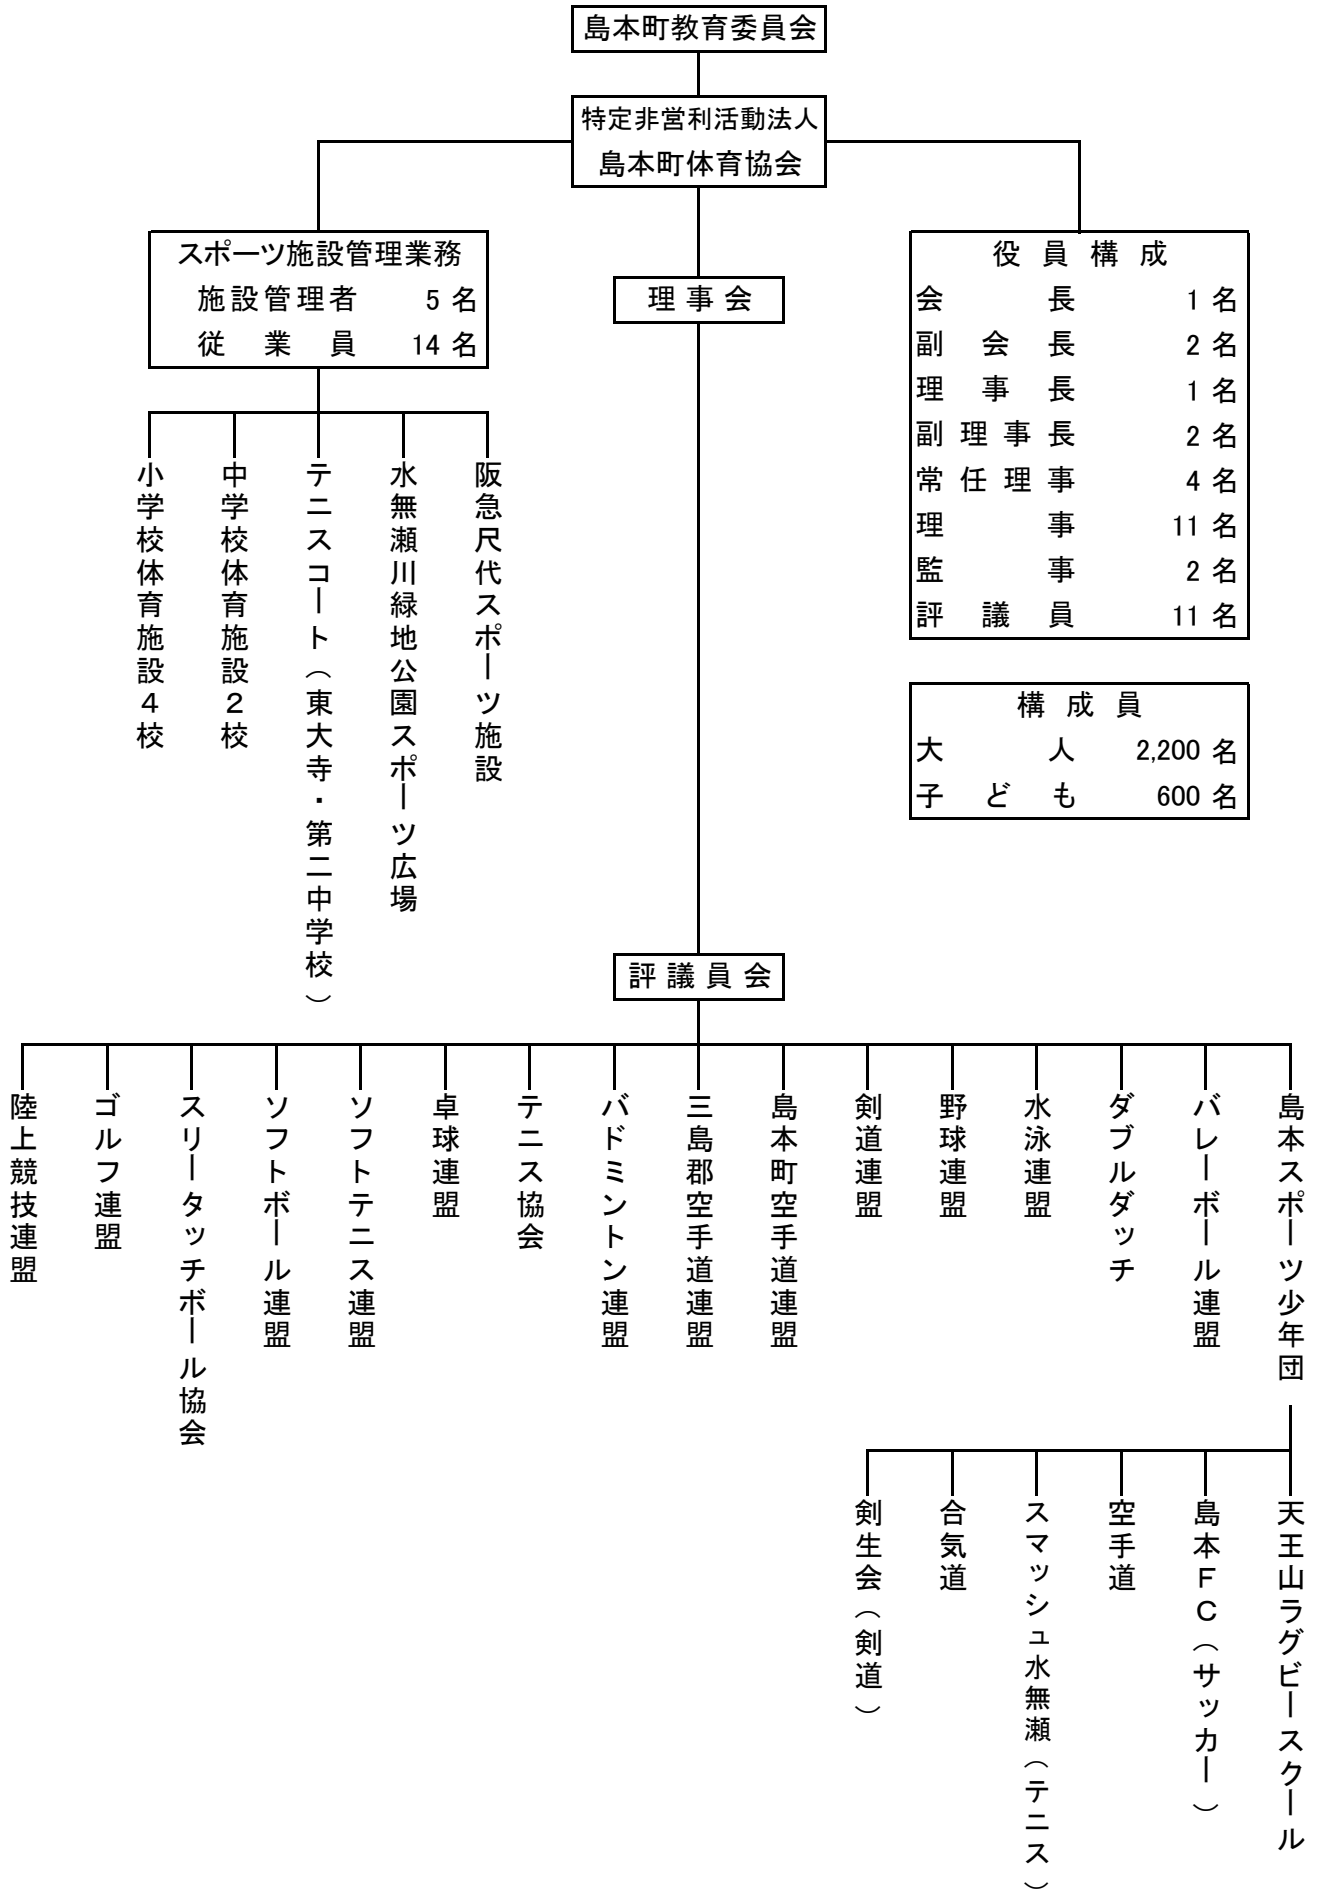 島本町教育委員会
特定非営利活動法人
島本町体育協会
スポーツ施設管理業務
施設管理者 5 名
従業員 14 名
理事会
役員構成
会長 1 名
副会長 2 名
理事長 1 名
副理事長 2 名
常任理事 4 名
理事 11 名
監事 2 名
評議員 11 名
小学校体育施設4校
中学校体育施設2校
テニスコート(東大寺・第二中学校)
水無瀬川緑地公園スポーツ広場
阪急尺代スポーツ施設
構成員
大人 2,200 名
子ども 600 名
評議員会
陸上競技連盟
ゴルフ連盟
スリータッチボール協会
ソフトボール連盟
ソフトテニス連盟
卓球連盟
テニス協会
バドミントン連盟
三島郡空手道連盟
島本町空手道連盟
剣道連盟
野球連盟
水泳連盟
ダブルダッチ
バレーボール連盟
島本スポーツ少年団
剣生会(剣道)
合気道
スマッシュ水無瀬(テニス)
空手道
島本FC(サッカー)
天王山ラグビースクール